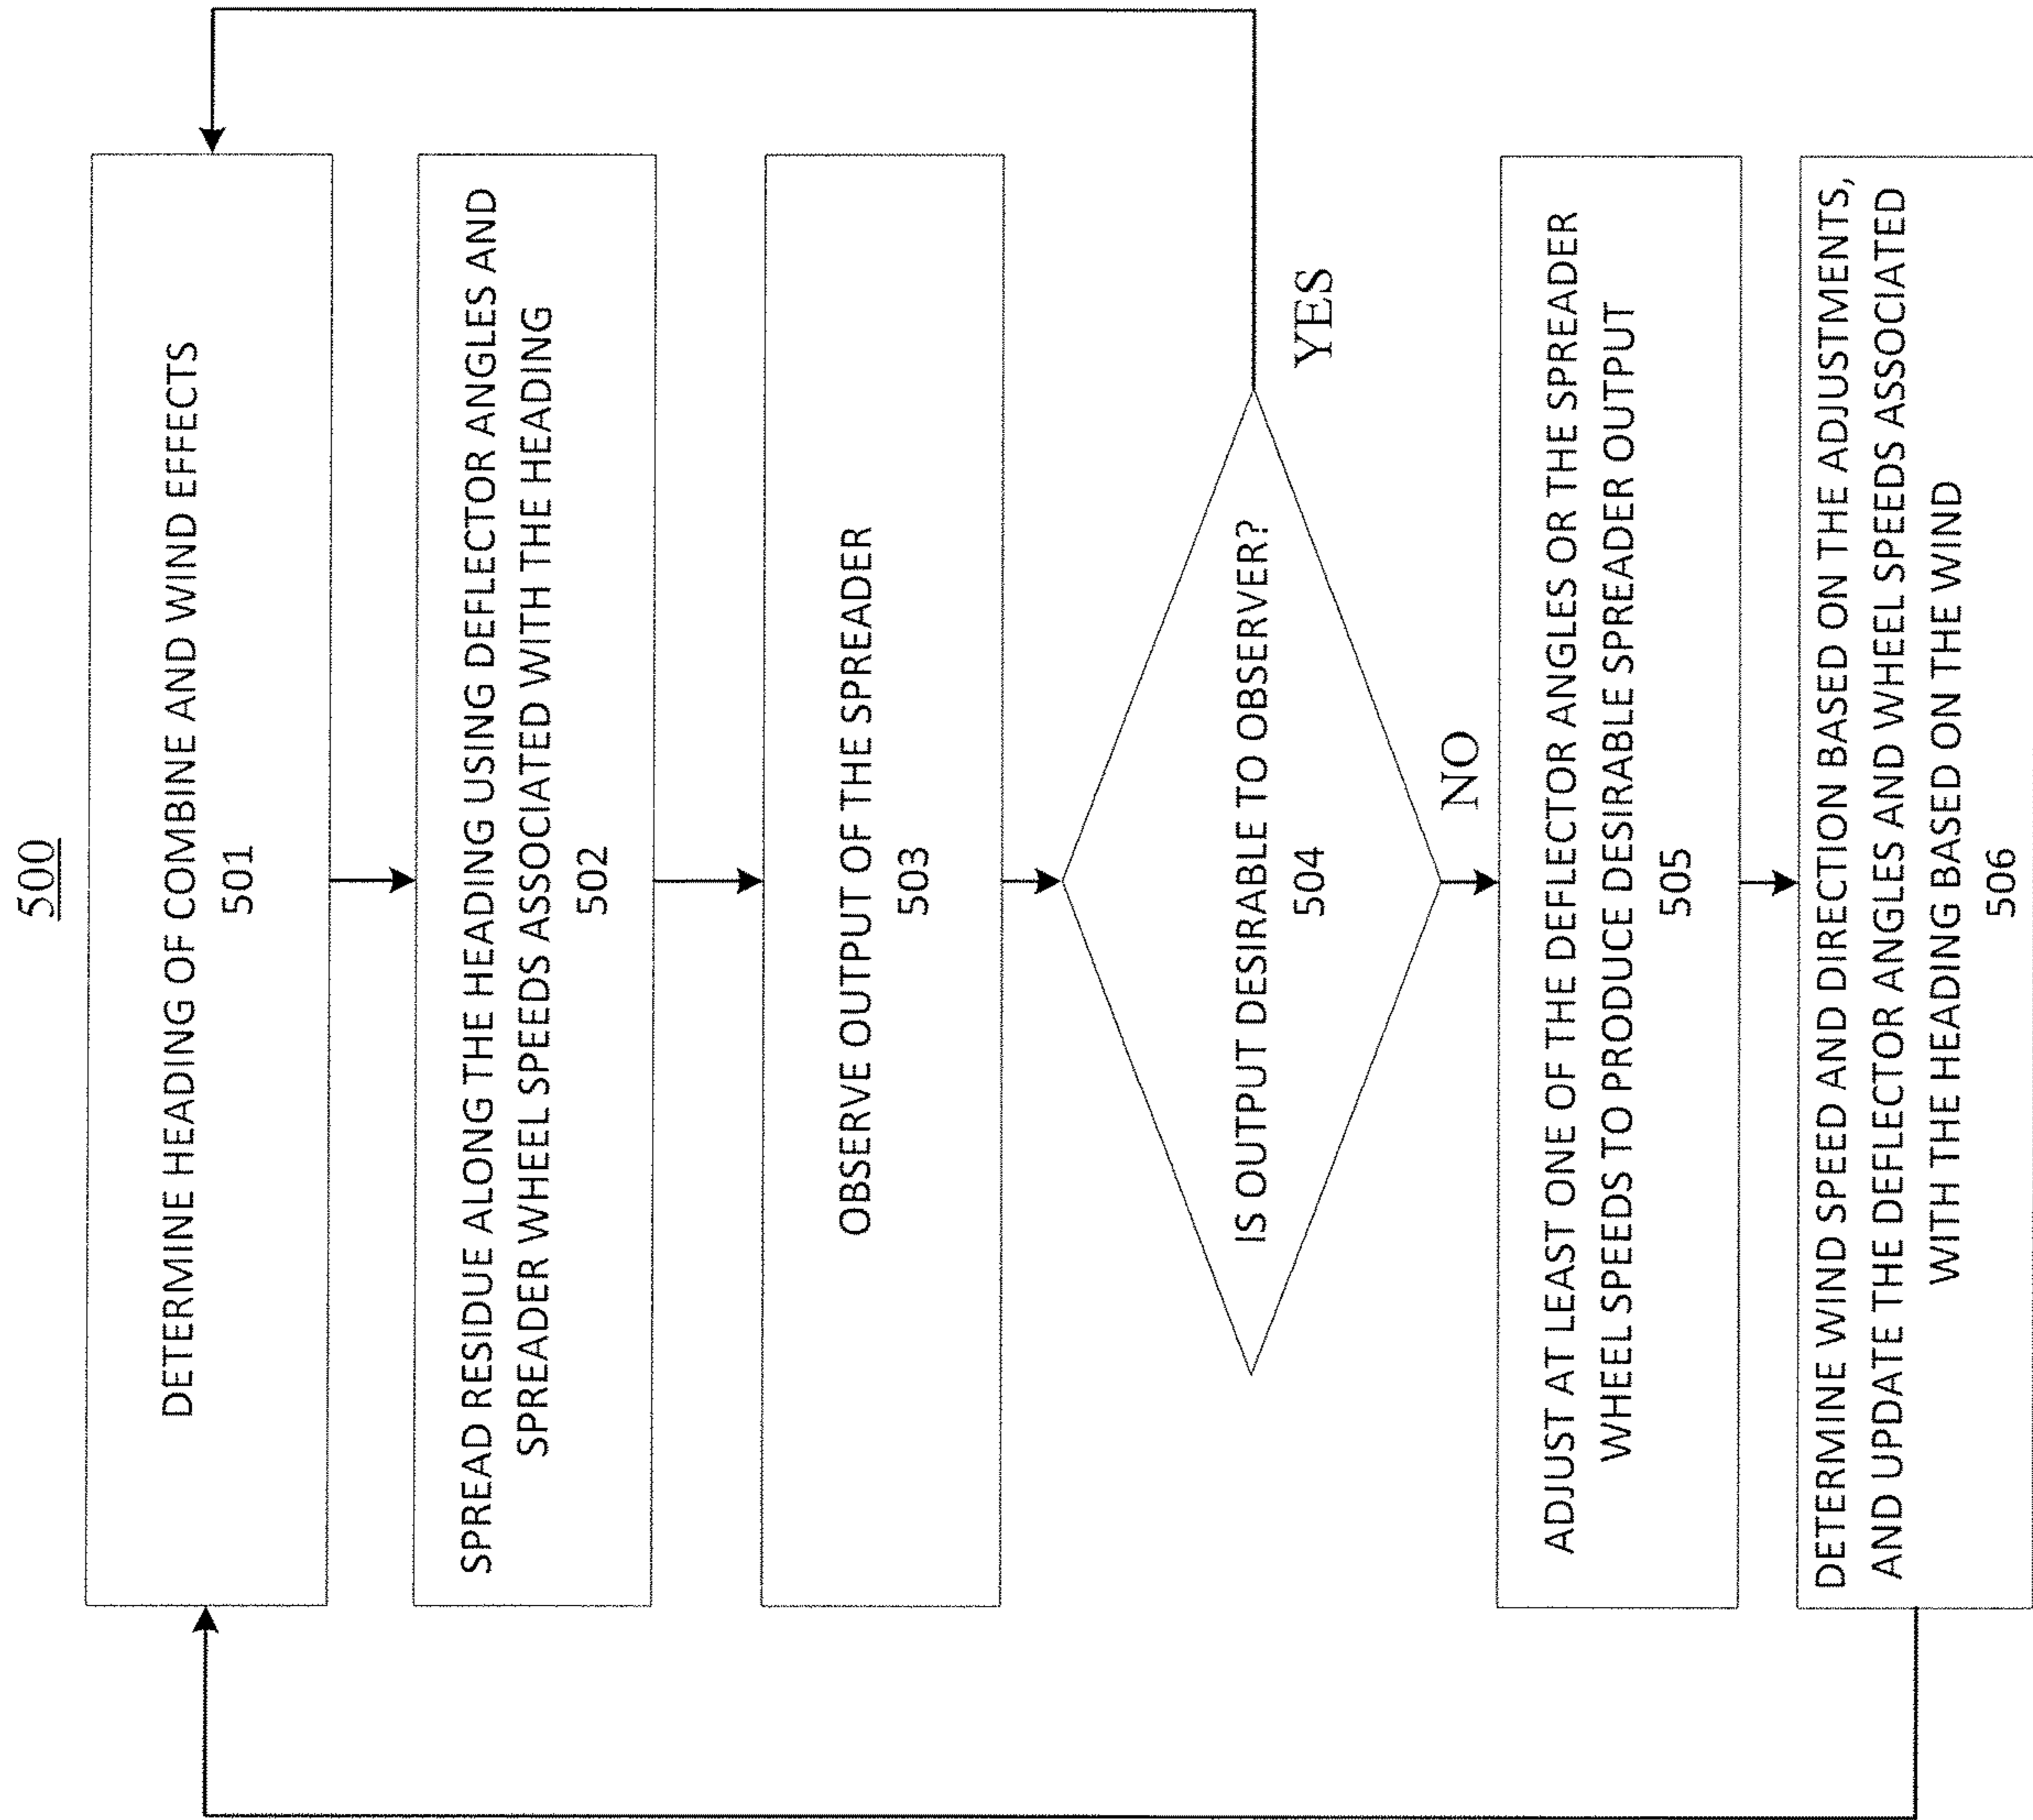 500
DETERMINE HEADING OF COMBINE AND WIND EFFECTS
501
SPREAD RESIDUE ALONG THE HEADING USING DEFLECTOR ANGLES AND
SPREADER WHEEL SPEEDS ASSOCIATED WITH THE HEADING
502
OBSERVE OUTPUT OF THE SPREADER
503
IS OUTPUT DESIRABLE TO OBSERVER?
504
YES
NO
ADJUST AT LEAST ONE OF THE DEFLECTOR ANGLES OR THE SPREADER
WHEEL SPEEDS TO PRODUCE DESIRABLE SPREADER OUTPUT
505
DETERMINE WIND SPEED AND DIRECTION BASED ON THE ADJUSTMENTS,
AND UPDATE THE DEFLECTOR ANGLES AND WHEEL SPEEDS ASSOCIATED
WITH THE HEADING BASED ON THE WIND
506